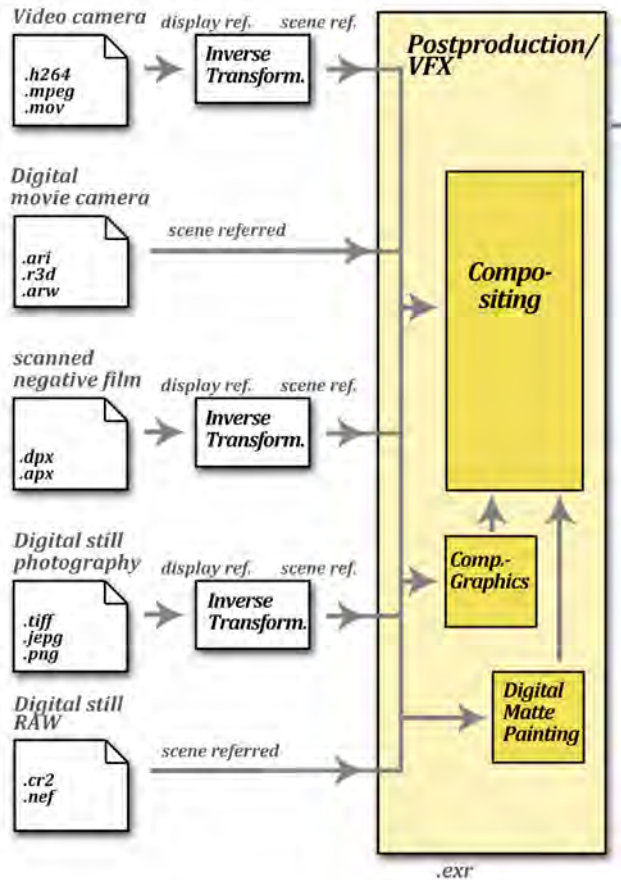 Video camera
.h264
.mpeg
.mov
display ref.
scene ref.
Inverse
Transform.
Digital
movie camera
.ari
.r3d
.arw
scene referred
scanned
negative film
.dpx
.apx
display ref.
scene ref.
Inverse
Transform.
Digital still
photography
.tiff
.jepg
.png
display ref.
scene ref.
Inverse
Transform.
Digital still
RAW
.cr2
.nef
scene referred
Postproduction/
VFX
Compo-
siting
Comp.-
Graphics
Digital
Matte
Painting
.exr